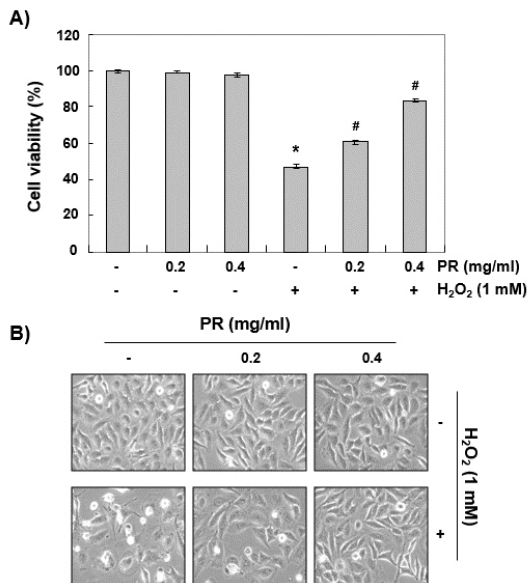 A)
120
100
80
60
40
20
0
Cell viability (%)
*
#
#
- 0.2 0.4 - 0.2 0.4 PR (mg/ml)
- - - + + + H₂O₂ (1 mM)
B)
PR (mg/ml)
- 0.2 0.4
-
+
H₂O₂ (1 mM)